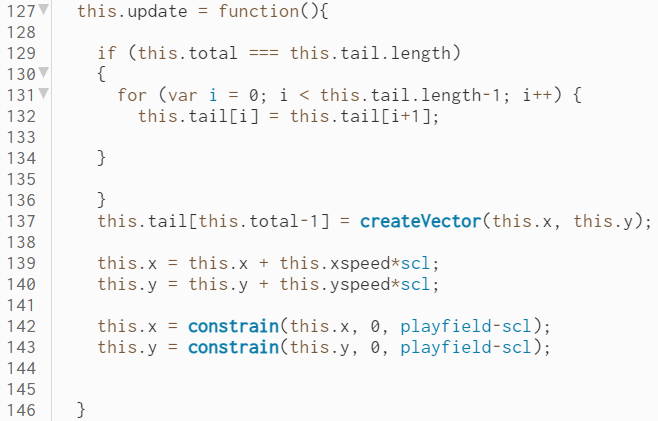 127 this.update = function(){
128
129 if (this.total === this.tail.length)
130 {
131 for (var i = 0; i < this.tail.length-1; i++) {
132 this.tail[i] = this.tail[i+1];
133
134 }
135
136 }
137 this.tail[this.total-1] = createVector(this.x, this.y);
138
139 this.x = this.x + this.xspeed*scl;
140 this.y = this.y + this.yspeed*scl;
141
142 this.x = constrain(this.x, 0, playfield-scl);
143 this.y = constrain(this.y, 0, playfield-scl);
144
145
146 }